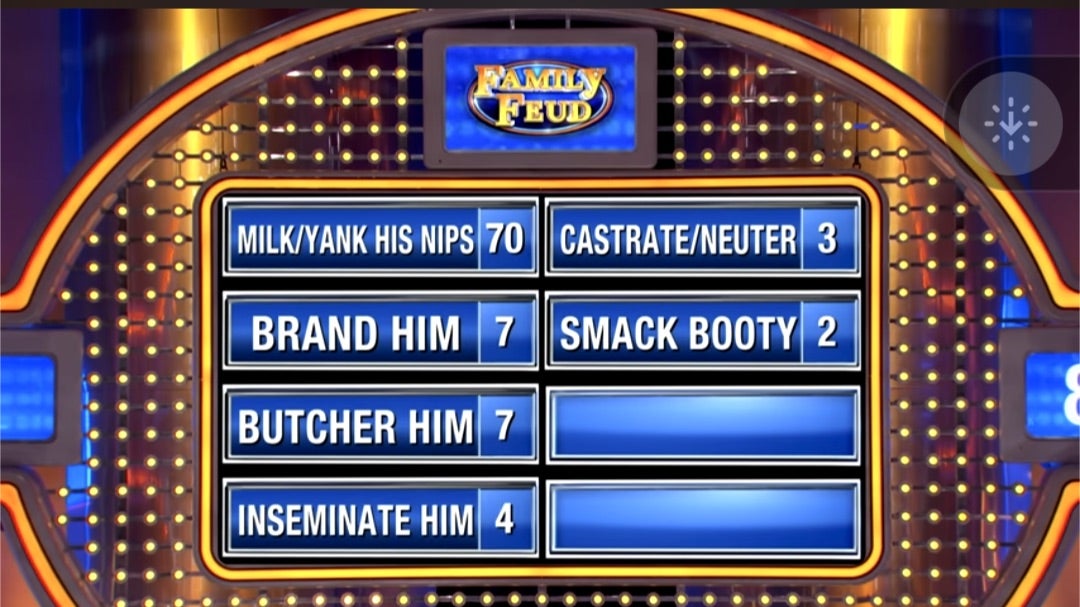 FAMILY
FEUD
MILK/YANK HIS NIPS 70
CASTRATE/NEUTER 3
BRAND HIM 7
SMACK BOOTY 2
BUTCHER HIM 7
INSEMINATE HIM 4